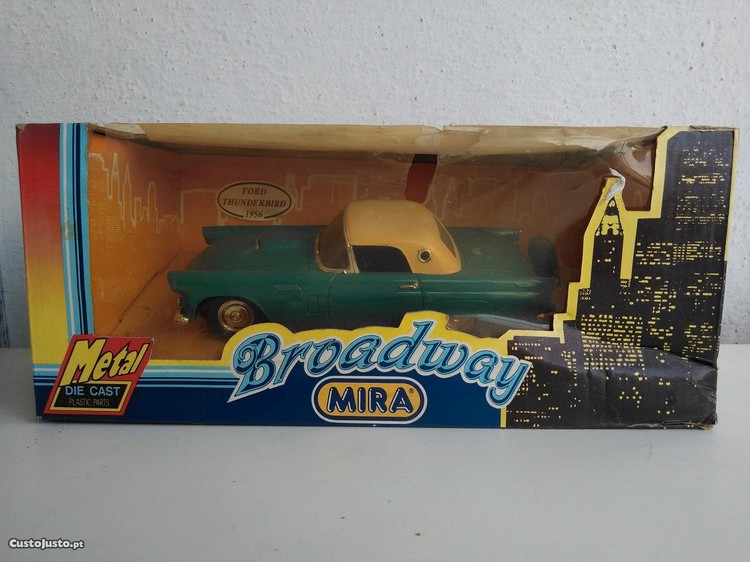 FORD
THUNDERBIRD
1956
Metal
DIE CAST
PLASTIC PARTS
Broadway
MIRA®
CustoJusto.pt